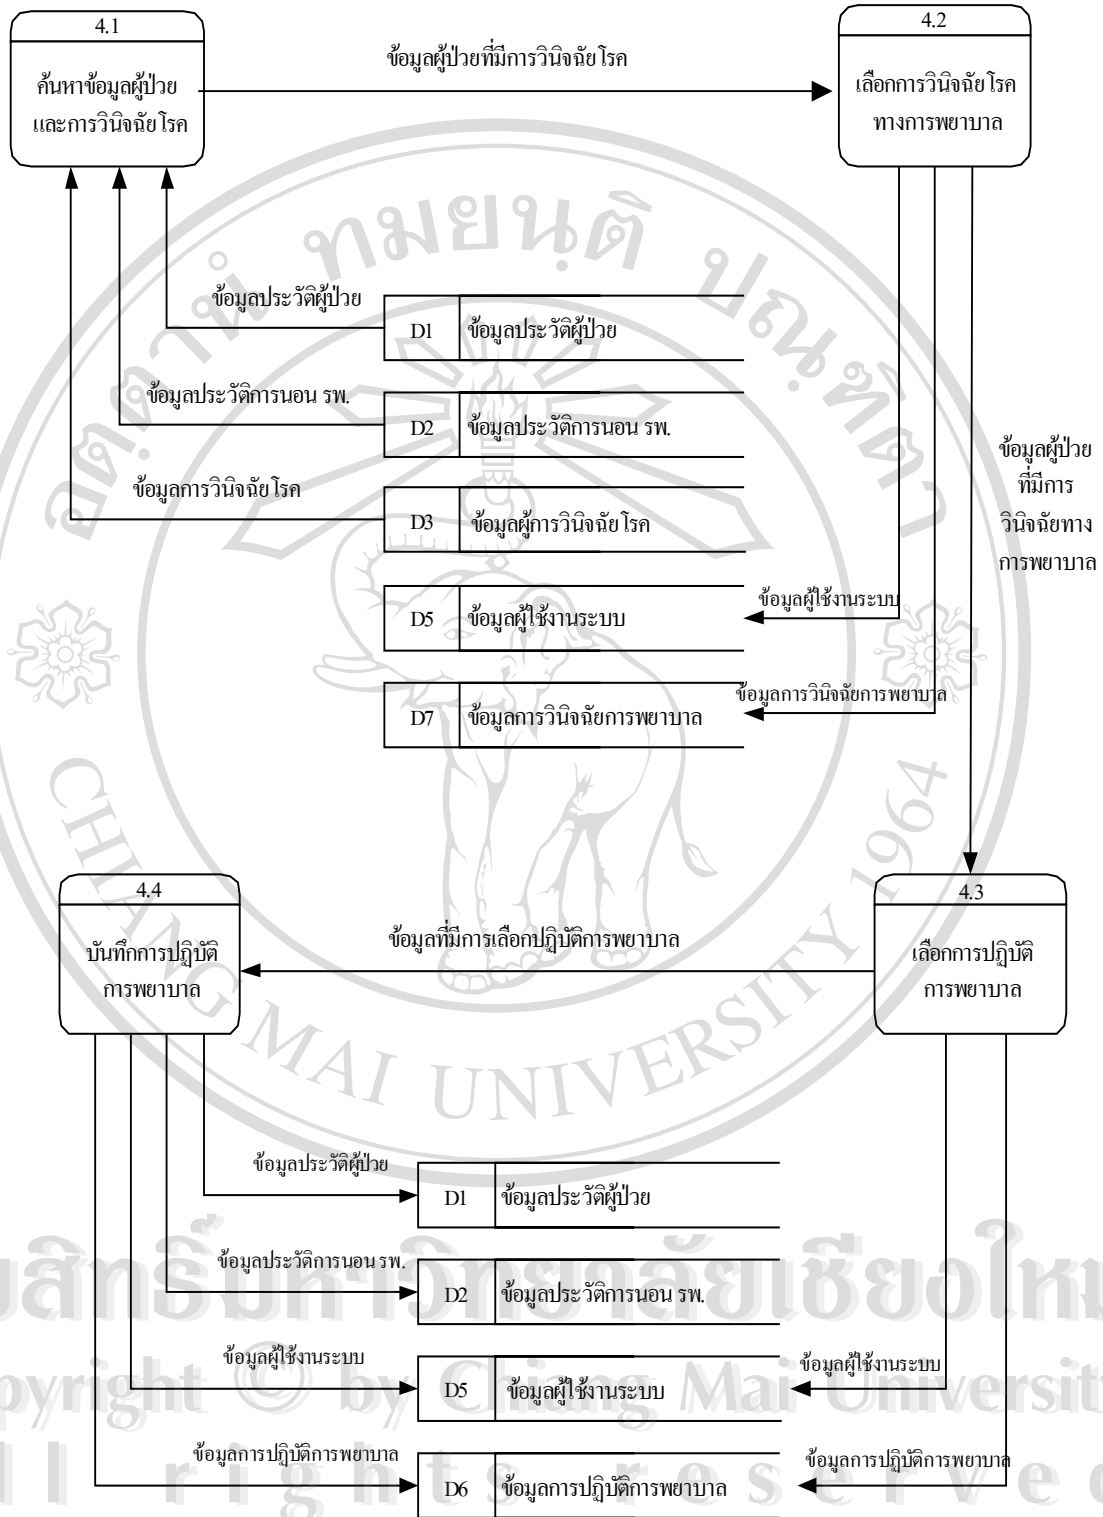 4.1
ค้นหาข้อมูลผู้ป่วย
และการวินิจฉัยโรค
ข้อมูลผู้ป่วยที่มีการวินิจฉัยโรค
4.2
เลือกการวินิจฉัยโรค
ทางการพยาบาล
ข้อมูลประวัติผู้ป่วย
D1 ข้อมูลประวัติผู้ป่วย
ข้อมูลประวัติการนอน รพ.
D2 ข้อมูลประวัติการนอน รพ.
ข้อมูลการวินิจฉัยโรค
D3 ข้อมูลผู้การวินิจฉัยโรค
ข้อมูลผู้ป่วย
ที่มีการ
วินิจฉัยทาง
การพยาบาล
D5 ข้อมูลผู้ใช้งานระบบ
ข้อมูลผู้ใช้งานระบบ
D7 ข้อมูลการวินิจฉัยการพยาบาล
ข้อมูลการวินิจฉัยการพยาบาล
4.4
บันทึกการปฏิบัติ
การพยาบาล
ข้อมูลที่มีการเลือกปฏิบัติการพยาบาล
4.3
เลือกการปฏิบัติ
การพยาบาล
ข้อมูลประวัติผู้ป่วย
D1 ข้อมูลประวัติผู้ป่วย
ข้อมูลประวัติการนอน รพ.
D2 ข้อมูลประวัติการนอน รพ.
ข้อมูลผู้ใช้งานระบบ
D5 ข้อมูลผู้ใช้งานระบบ
ข้อมูลผู้ใช้งานระบบ
ข้อมูลการปฏิบัติการพยาบาล
D6 ข้อมูลการปฏิบัติการพยาบาล
ข้อมูลการปฏิบัติการพยาบาล
CHIANG MAI UNIVERSITY 1964
by Chiang Mai University
rights reserved